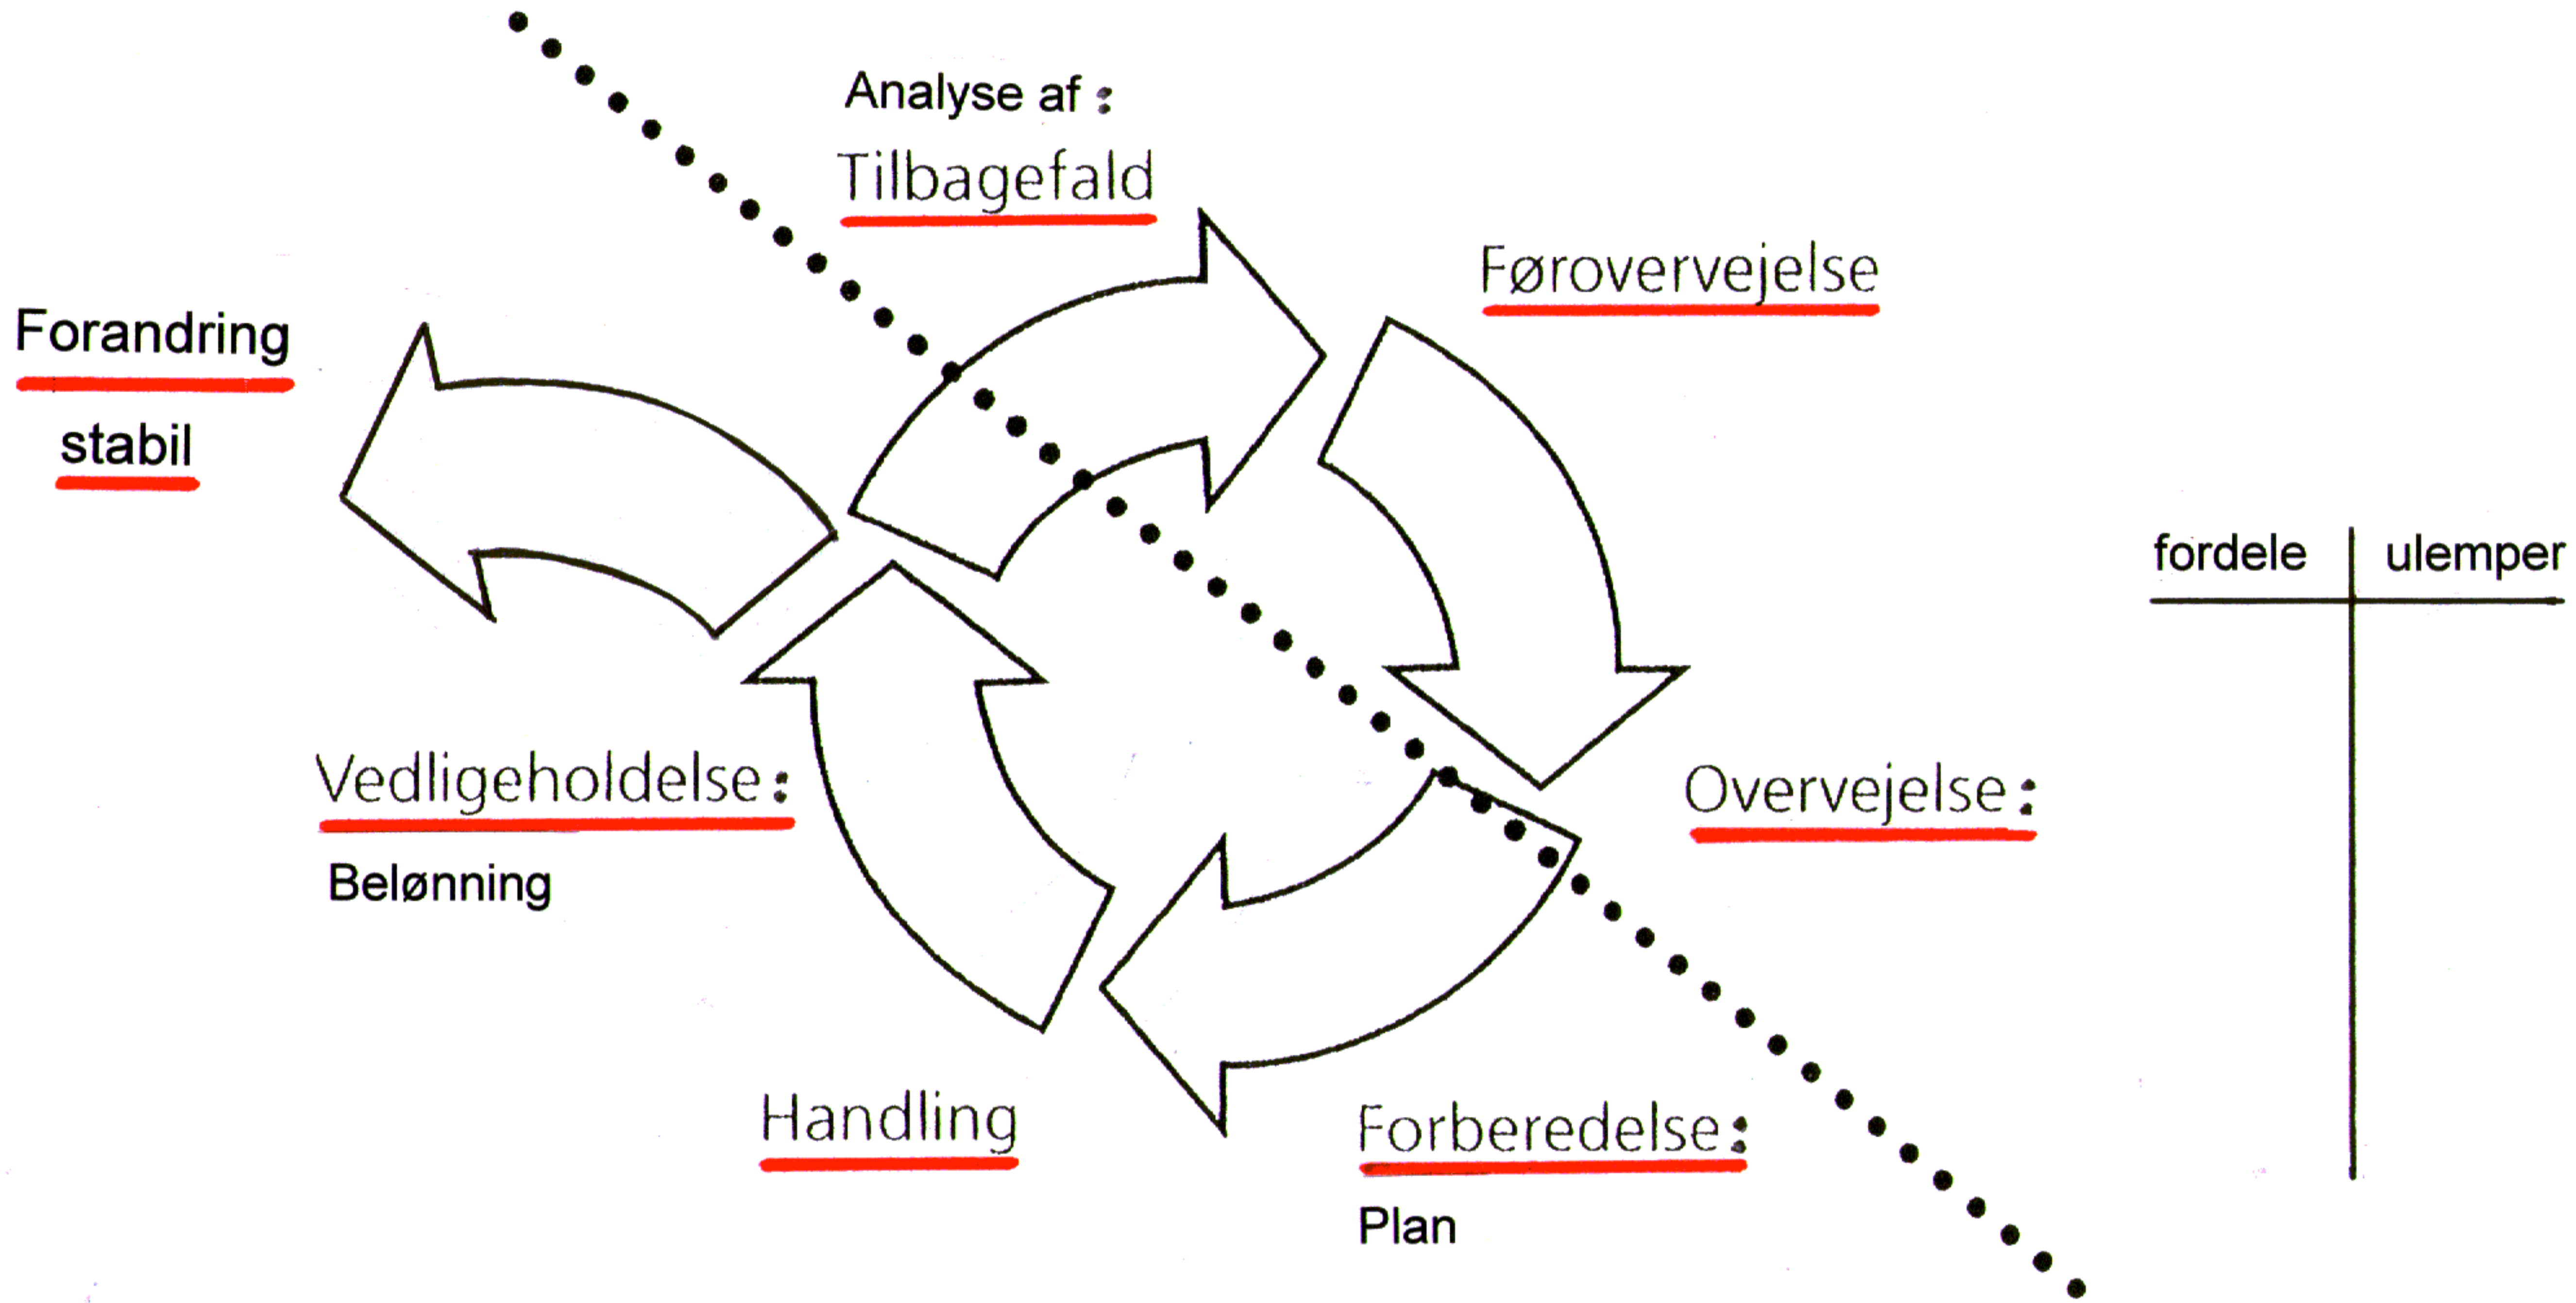 Analyse af :
Tilbagefald
Førovervejelse
Forandring
stabil
fordele
ulemper
Overvejelse:
Vedligeholdelse:
Belønning
Handling
Forberedelse:
Plan